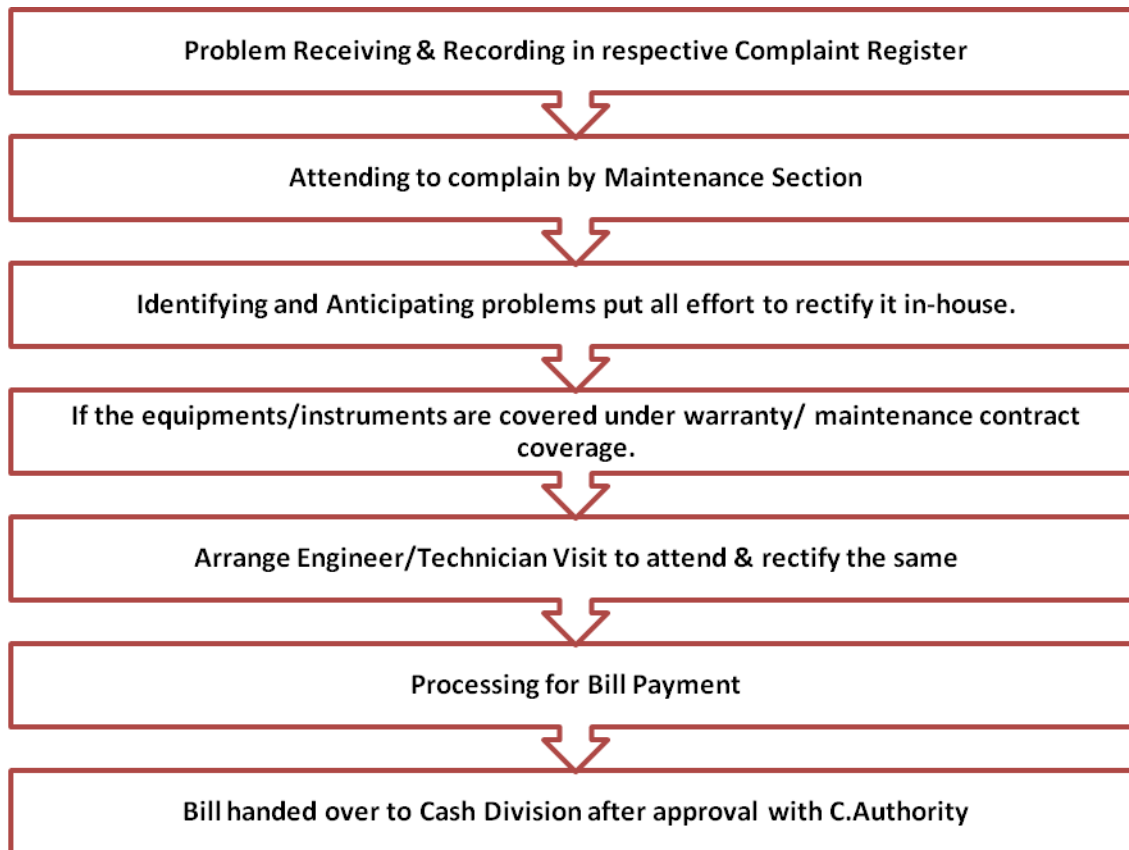 Problem Receiving & Recording in respective Complaint Register
Attending to complain by Maintenance Section
Identifying and Anticipating problems put all effort to rectify it in-house.
If the equipments/instruments are covered under warranty/ maintenance contract
coverage.
Arrange Engineer/Technician Visit to attend & rectify the same
Processing for Bill Payment
Bill handed over to Cash Division after approval with C.Authority